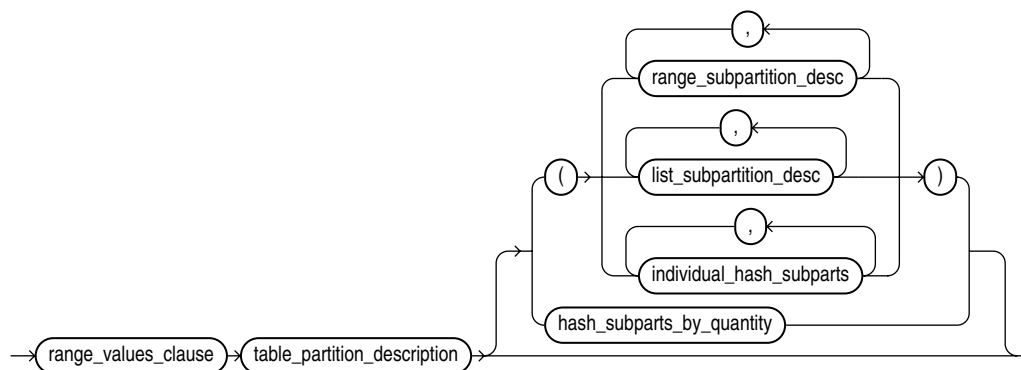 ,
range_subpartition_desc
,
( list_subpartition_desc )
,
individual_hash_subparts
hash_subparts_by_quantity
range_values_clause table_partition_description